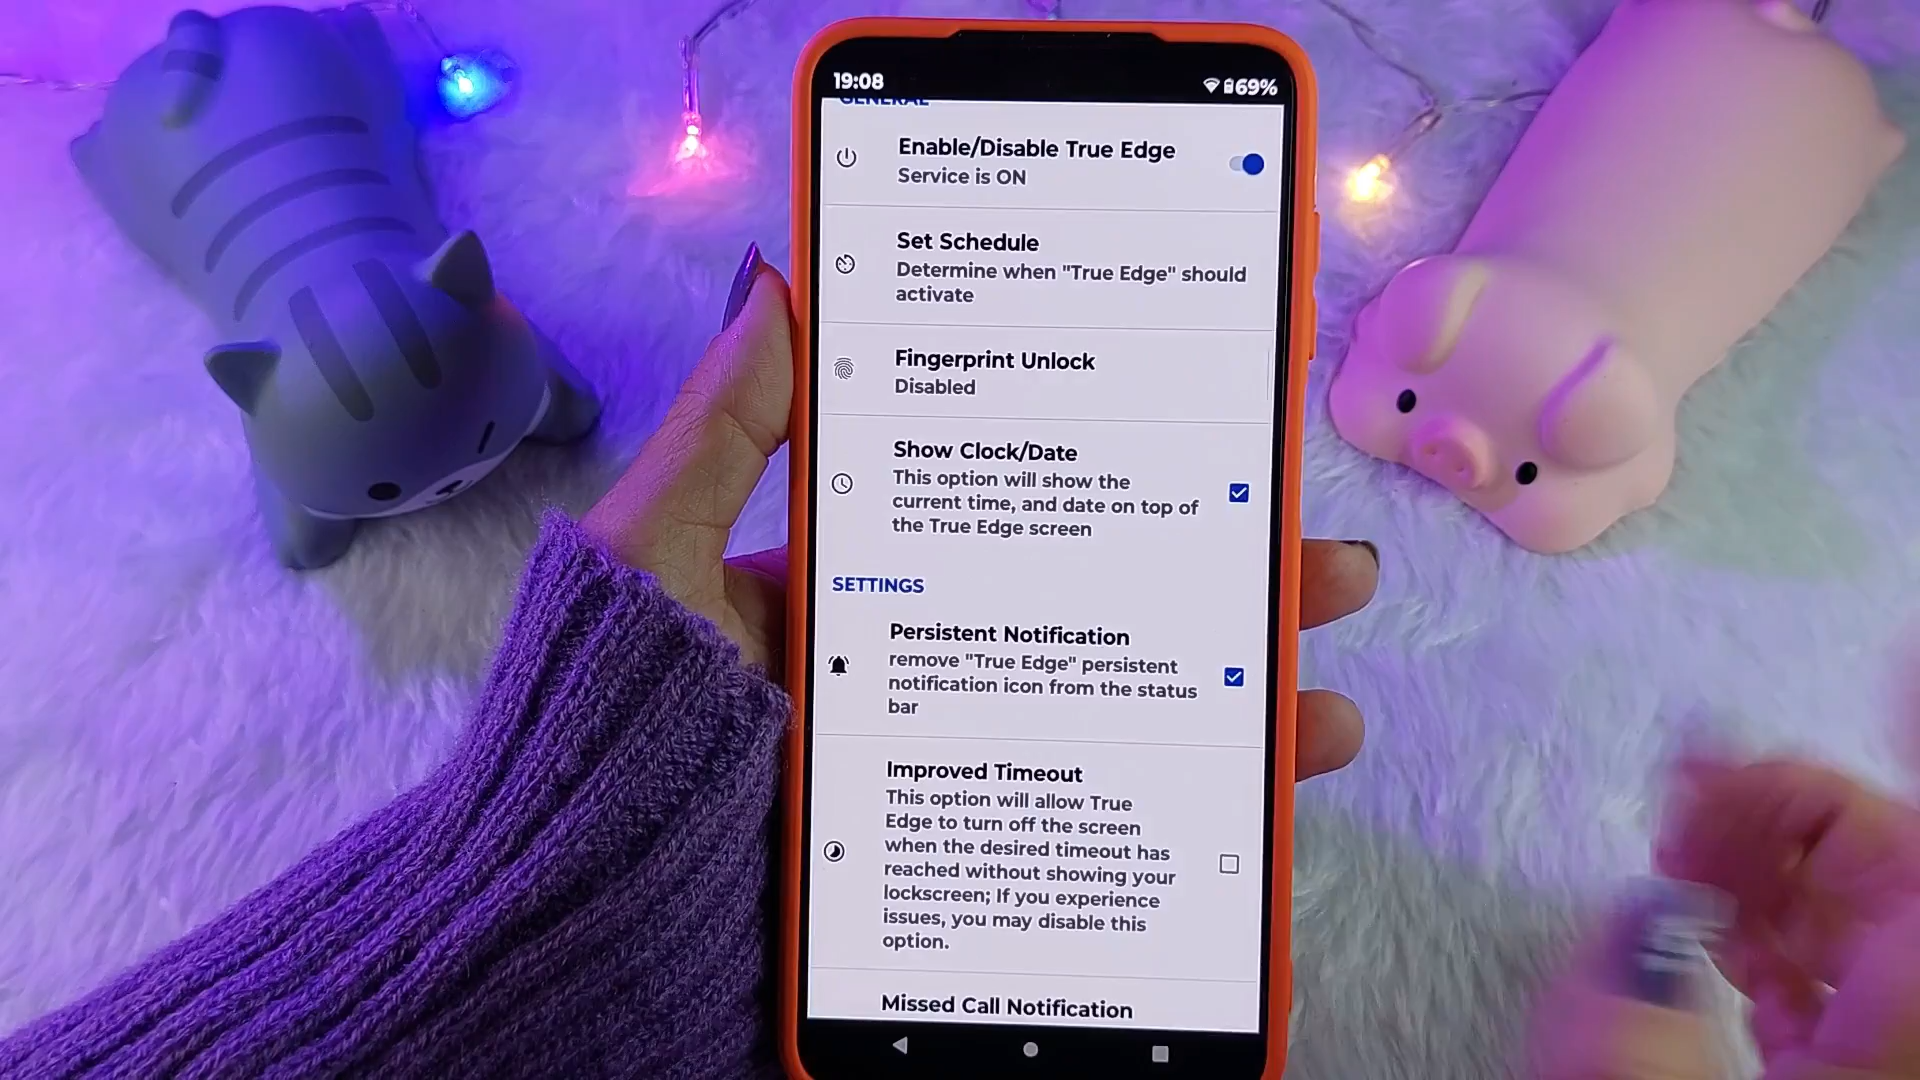 19:08
69%
GENERAL
Enable/Disable True Edge
Service is ON
Set Schedule
Determine when "True Edge" should
activate
Fingerprint Unlock
Disabled
Show Clock/Date
This option will show the
current time, and date on top of
the True Edge screen
SETTINGS
Persistent Notification
remove "True Edge" persistent
notification icon from the status
bar
Improved Timeout
This option will allow True
Edge to turn off the screen
when the desired timeout has
reached without showing your
lockscreen; If you experience
issues, you may disable this
option.
Missed Call Notification